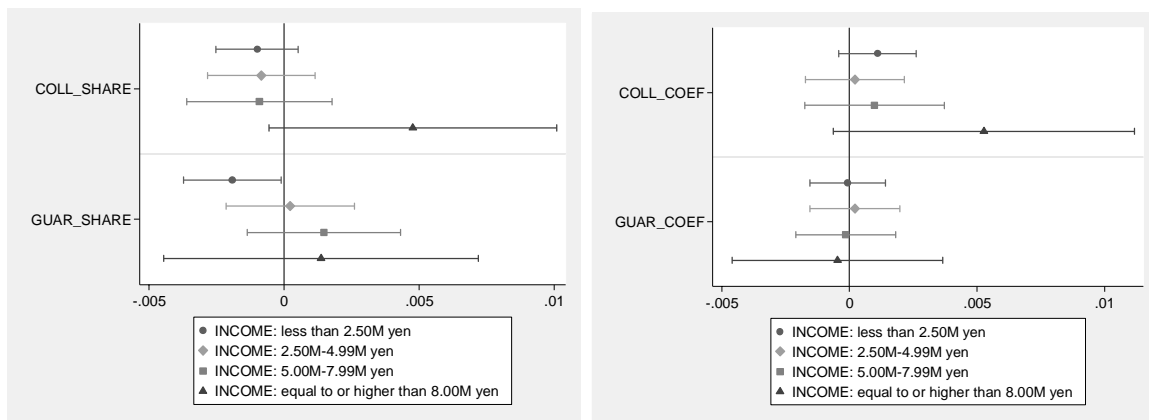 COLL_SHARE
GUAR_SHARE
-.005 0 .005 .01
INCOME: less than 2.50M yen
INCOME: 2.50M-4.99M yen
INCOME: 5.00M-7.99M yen
INCOME: equal to or higher than 8.00M yen
COLL_COEF
GUAR_COEF
-.005 0 .005 .01
INCOME: less than 2.50M yen
INCOME: 2.50M-4.99M yen
INCOME: 5.00M-7.99M yen
INCOME: equal to or higher than 8.00M yen